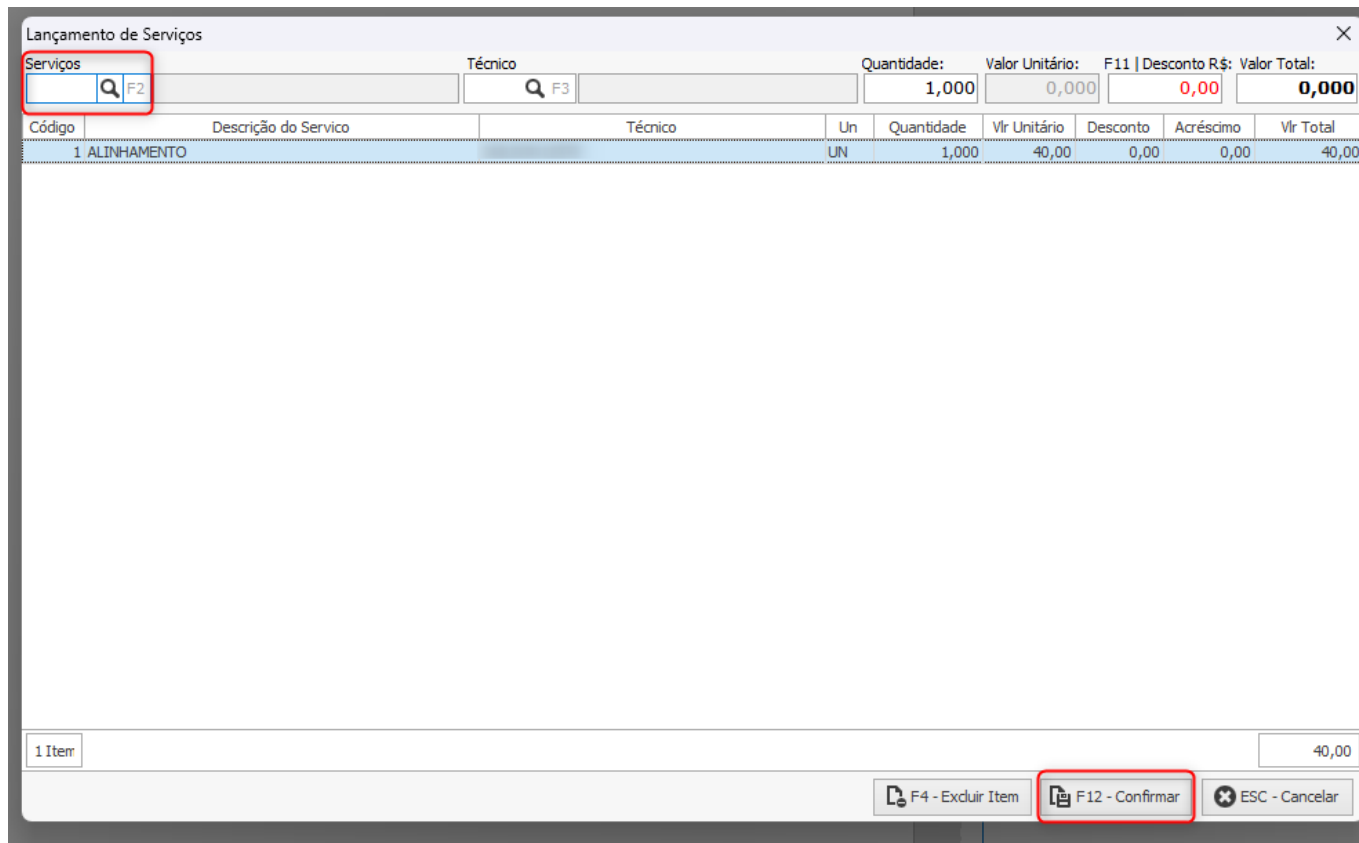 Lançamento de Serviços
Serviços Técnico Quantidade: Valor Unitário: F11 | Desconto R$: Valor Total:
F2 F3 1,000 0,000 0,00 0,000
Código Descrição do Servico Técnico Un Quantidade Vlr Unitário Desconto Acréscimo Vlr Total
1 ALINHAMENTO UN 1,000 40,00 0,00 0,00 40,00
1 Item 40,00
F4 - Excluir Item F12 - Confirmar ESC - Cancelar